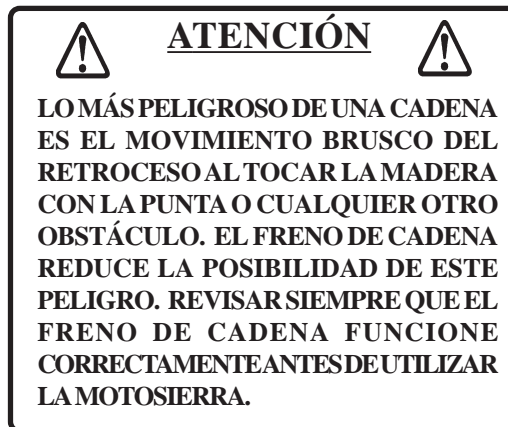 ATENCIÓN
LO MÁS PELIGROSO DE UNA CADENA
ES EL MOVIMIENTO BRUSCO DEL
RETROCESO AL TOCAR LA MADERA
CON LA PUNTA O CUALQUIER OTRO
OBSTÁCULO. EL FRENO DE CADENA
REDUCE LA POSIBILIDAD DE ESTE
PELIGRO. REVISAR SIEMPRE QUE EL
FRENO DE CADENA FUNCIONE
CORRECTAMENTE ANTES DE UTILIZAR
LA MOTOSIERRA.